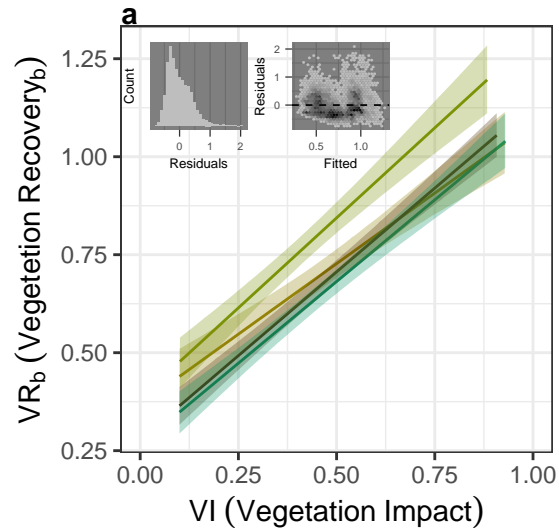 a
1.25
1.00
0.75
0.50
0.25
VR_b (Vegetetion Recovery_b)
Count
0 1 2
Residuals
Residuals
2
1
0
0.5 1.0
Fitted
0.00 0.25 0.50 0.75 1.00
VI (Vegetation Impact)